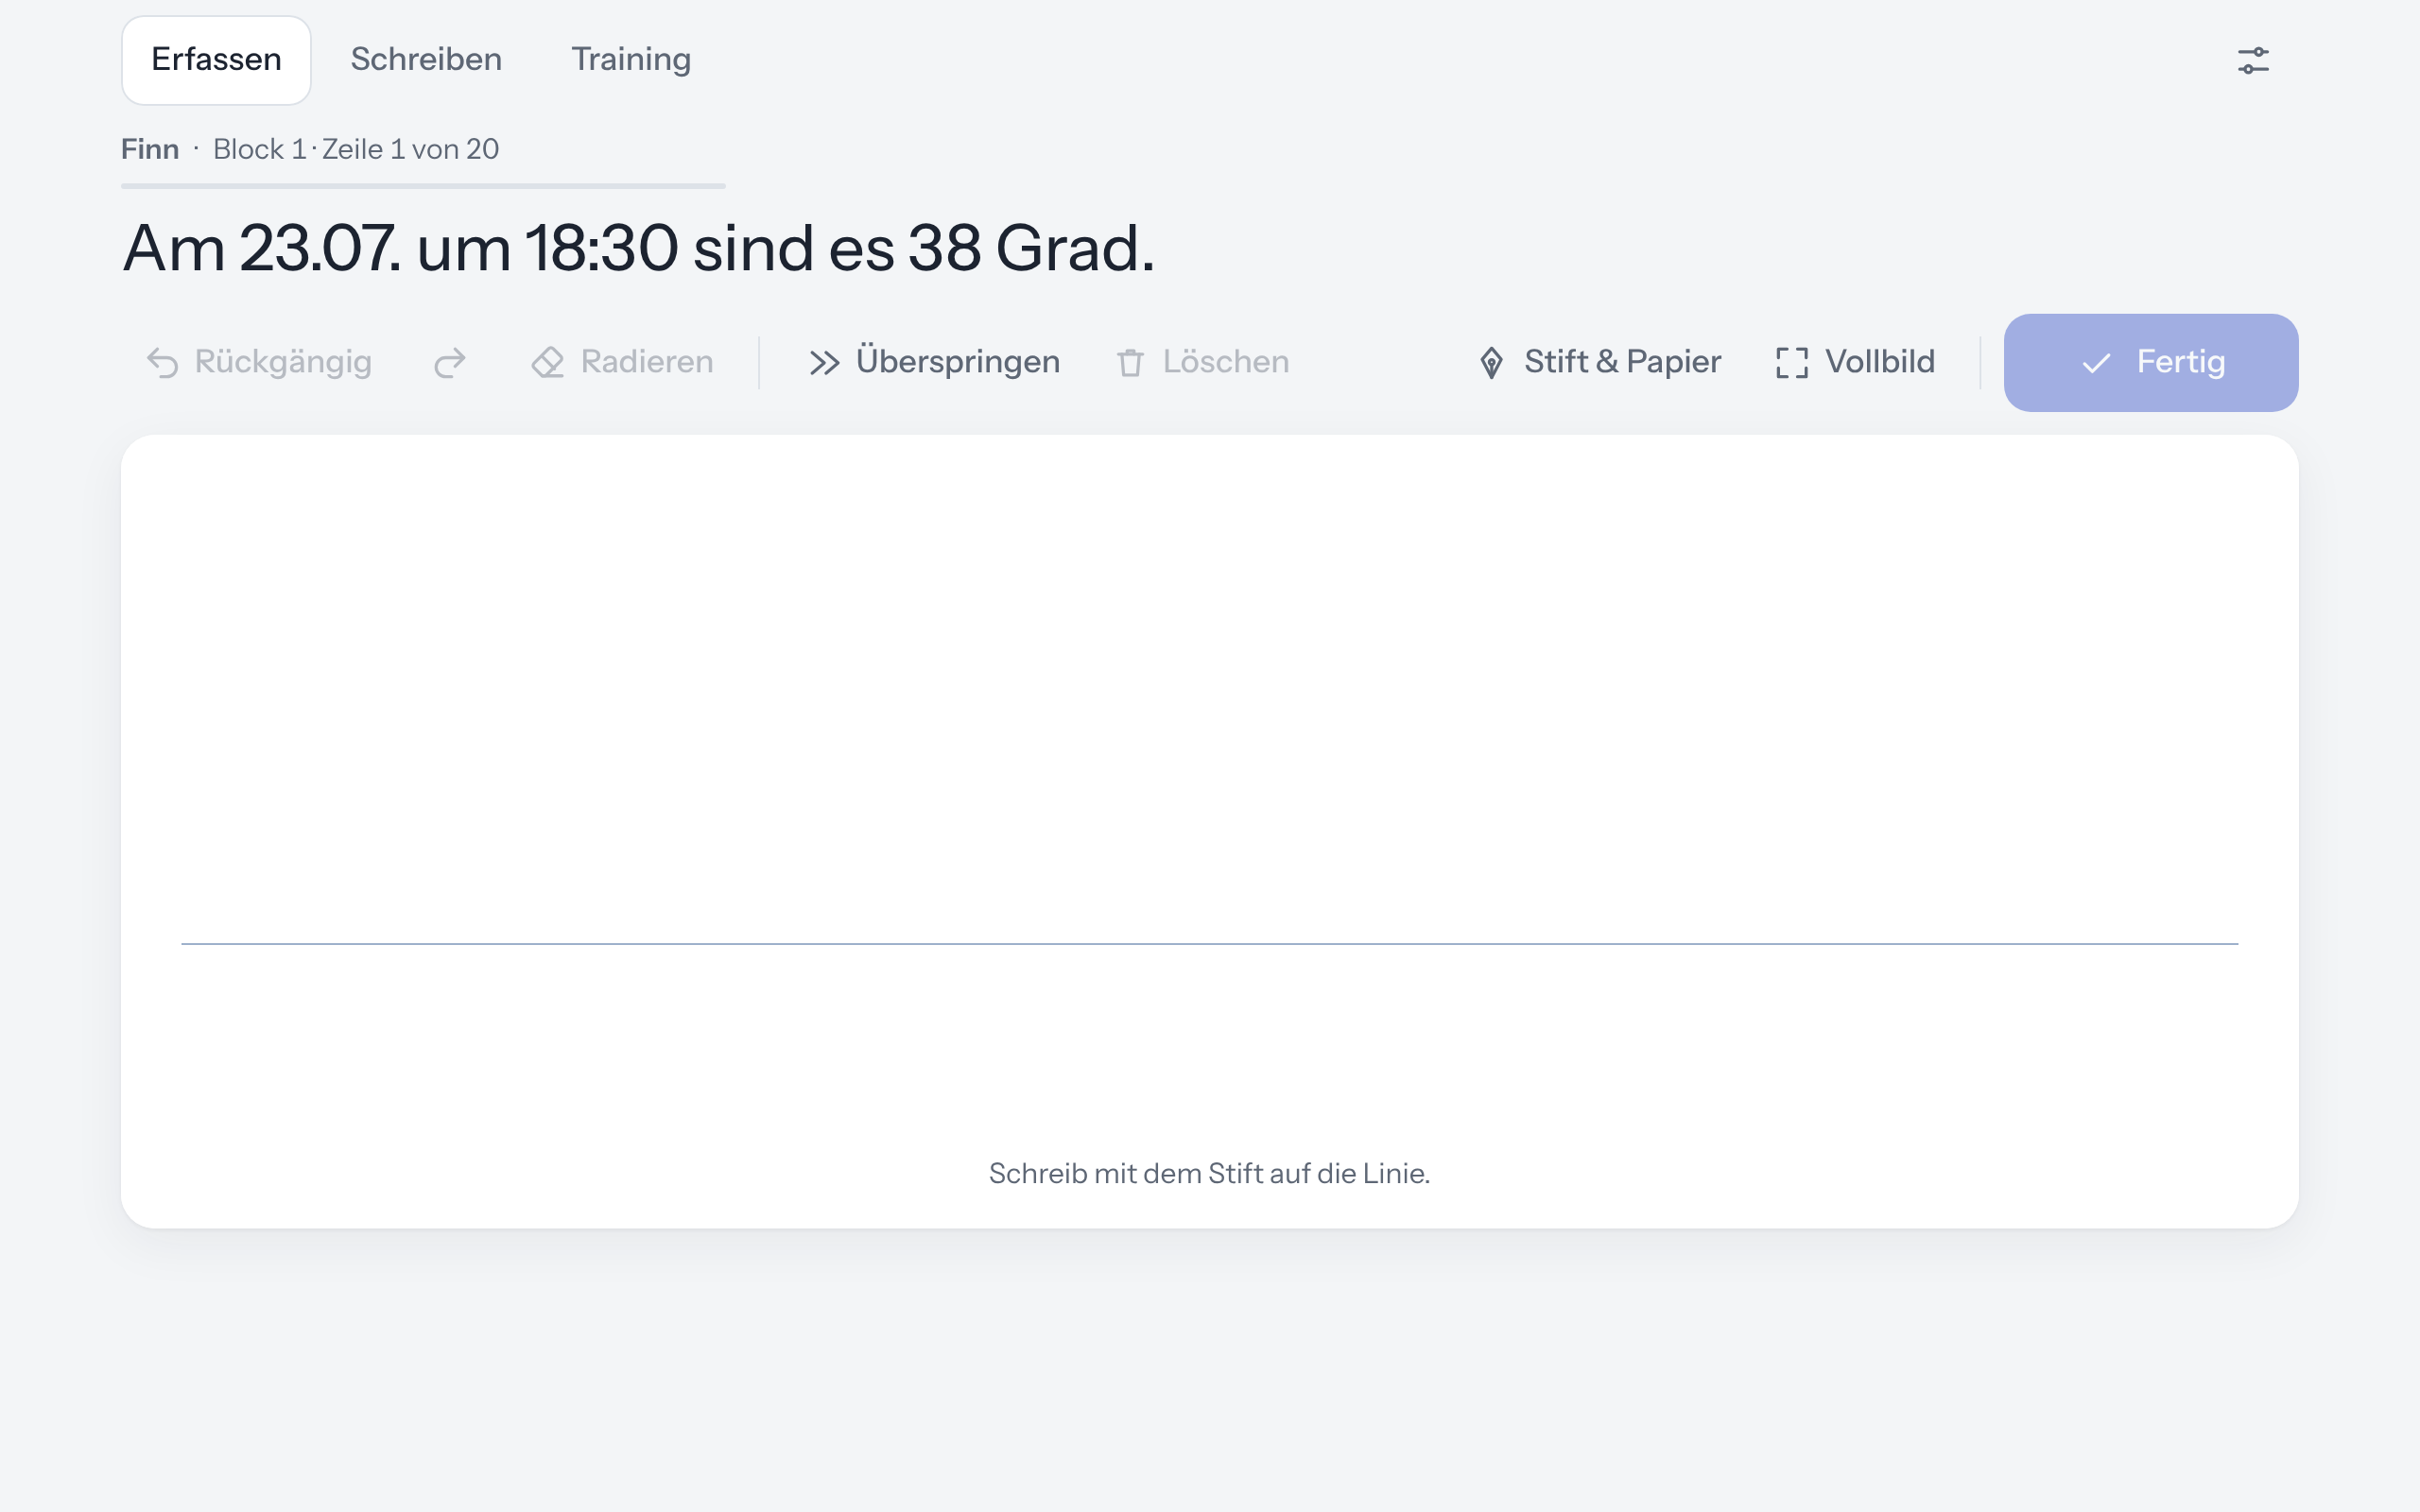 Erfassen Schreiben Training
Finn · Block 1 · Zeile 1 von 20
Am 23.07. um 18:30 sind es 38 Grad.
Rückgängig Radieren Überspringen Löschen Stift & Papier Vollbild Fertig
Schreib mit dem Stift auf die Linie.